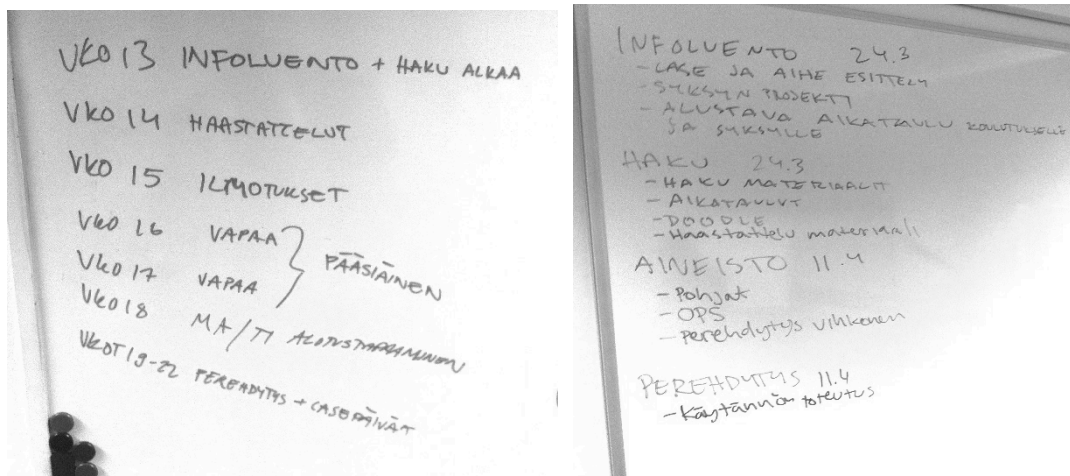 VKO 13 INFOLUENTO + HAKU ALKAA
VKO 14 HAASTATTELUT
VKO 15 ILMOTUKSET
VKO 16 VAPAA
VKO 17 VAPAA
PÄÄSIÄINEN
VKO 18 MA/TI ALOTUSTAPAAMINEN
VKOT 19-22 PEREHDYTYS + CASEPÄIVÄT
INFOLUENTO 24.3
- CASE JA AIHE ESITTELY
- SYKSYN PROJEKTI
- ALUSTAVA AIKATAULU KOULUTUKSELLE
JA SYKSYLLE
HAKU 24.3
- HAKU MATERIAALIT
- AIKATAULUT
- DOODLE
- Haastattelu materiaali
AINEISTO 11.4
- Pohjat
- OPS
- Perehdytys vihkonen
PEREHDYTYS 11.4
- Käytännön toteutus